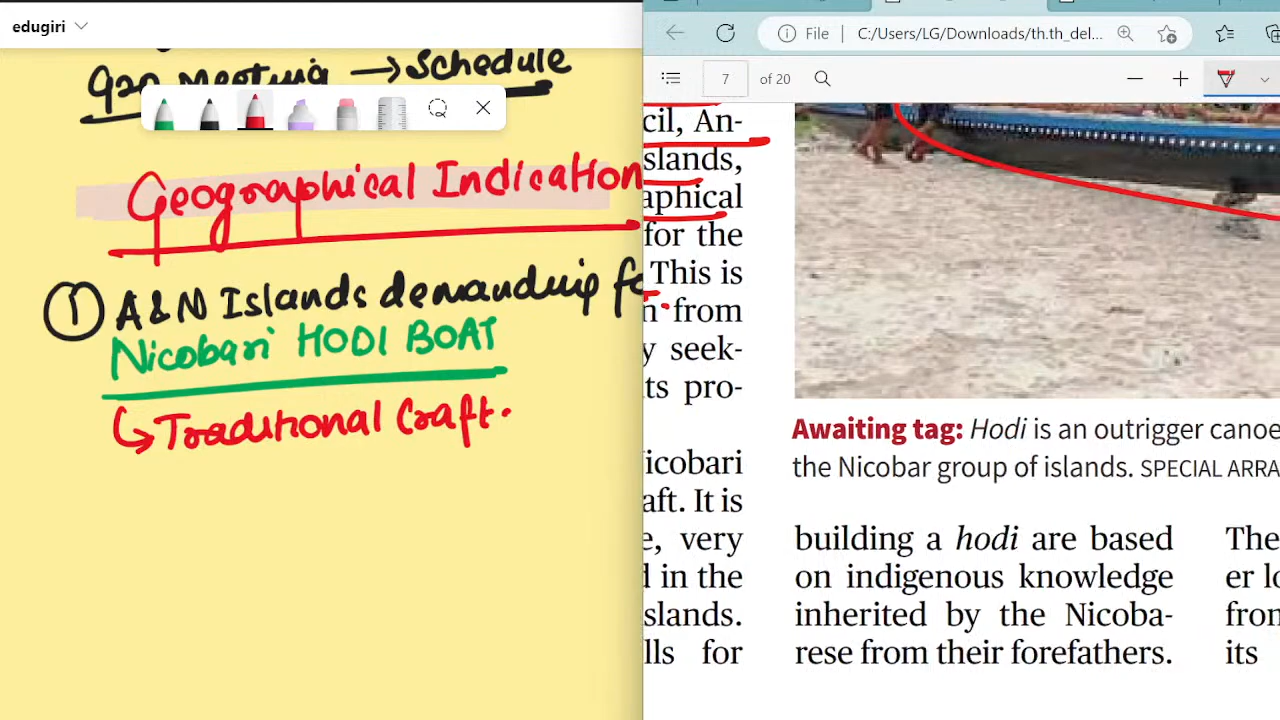 edugiri
Schedule
Geographical Indication
① A&N Islands demanding fo
Nicobari HODI BOAT
↳ Traditional Craft.
File C:/Users/LG/Downloads/th.th_del...
7 of 20
cil, An-
slands,
aphical
for the
This is
n from
y seek-
ts pro-
icobari
aft. It is
e, very
d in the
slands.
lls for
Awaiting tag: Hodi is an outrigger canoe
the Nicobar group of islands. SPECIAL ARRA
building a hodi are based
on indigenous knowledge
inherited by the Nicoba-
rese from their forefathers.
The
er lo
fron
its